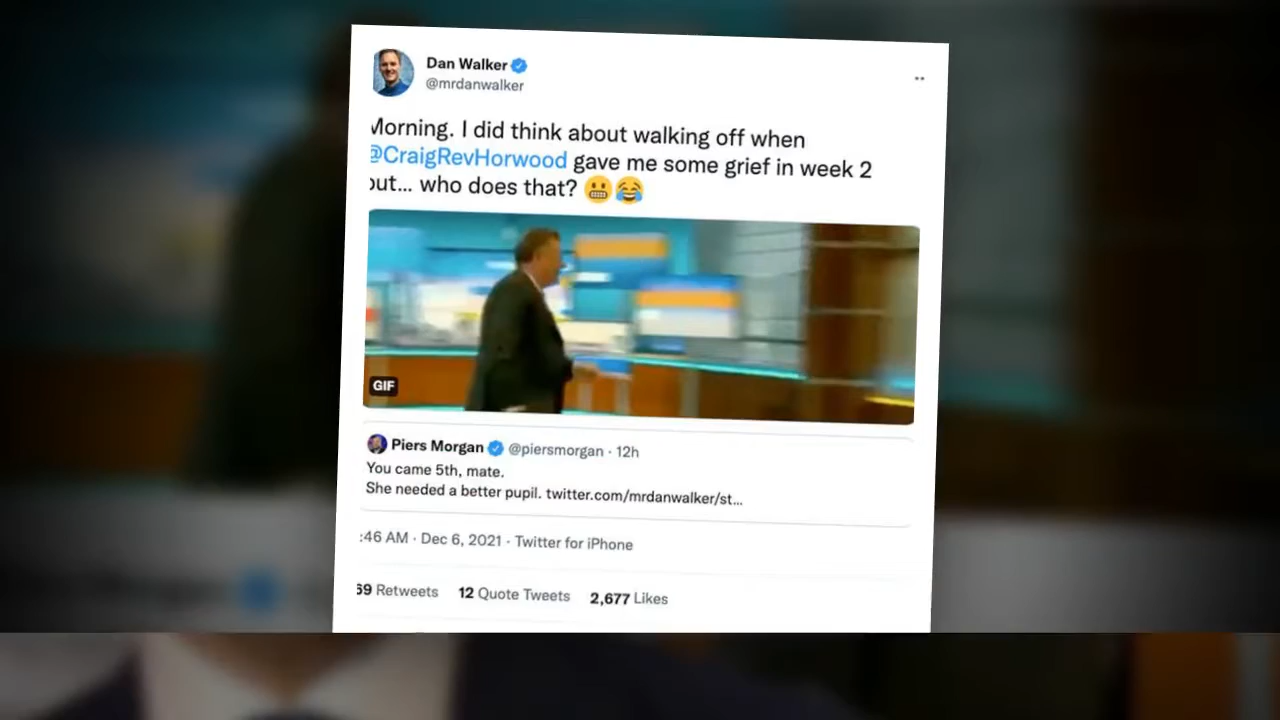 Dan Walker
@mrdanwalker
Morning. I did think about walking off when
@CraigRevHorwood gave me some grief in week 2
out... who does that? 😬😂
GIF
Piers Morgan @piersmorgan · 12h
You came 5th, mate.
She needed a better pupil. twitter.com/mrdanwalker/st...
:46 AM · Dec 6, 2021 · Twitter for iPhone
69 Retweets 12 Quote Tweets 2,677 Likes